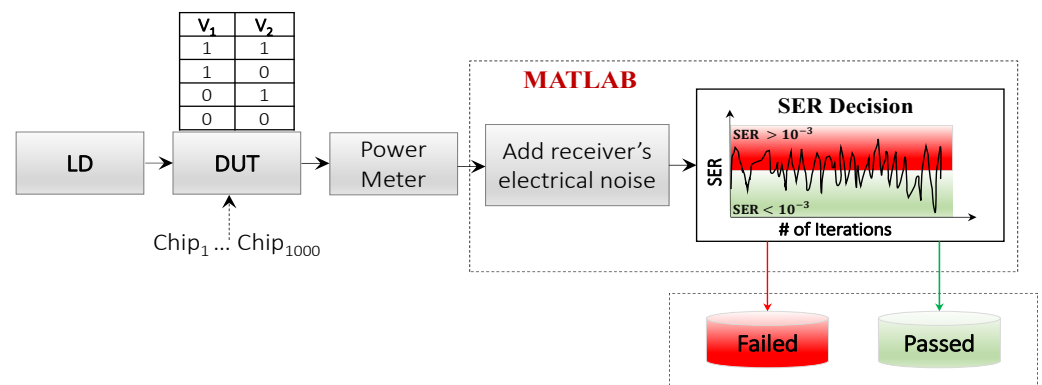 V₁ V₂
1 1
1 0
0 1
0 0
MATLAB
SER Decision
SER > 10⁻³
SER
SER < 10⁻³
# of Iterations
LD
DUT
Power
Meter
Add receiver's
electrical noise
Chip₁ ... Chip₁₀₀₀
Failed
Passed